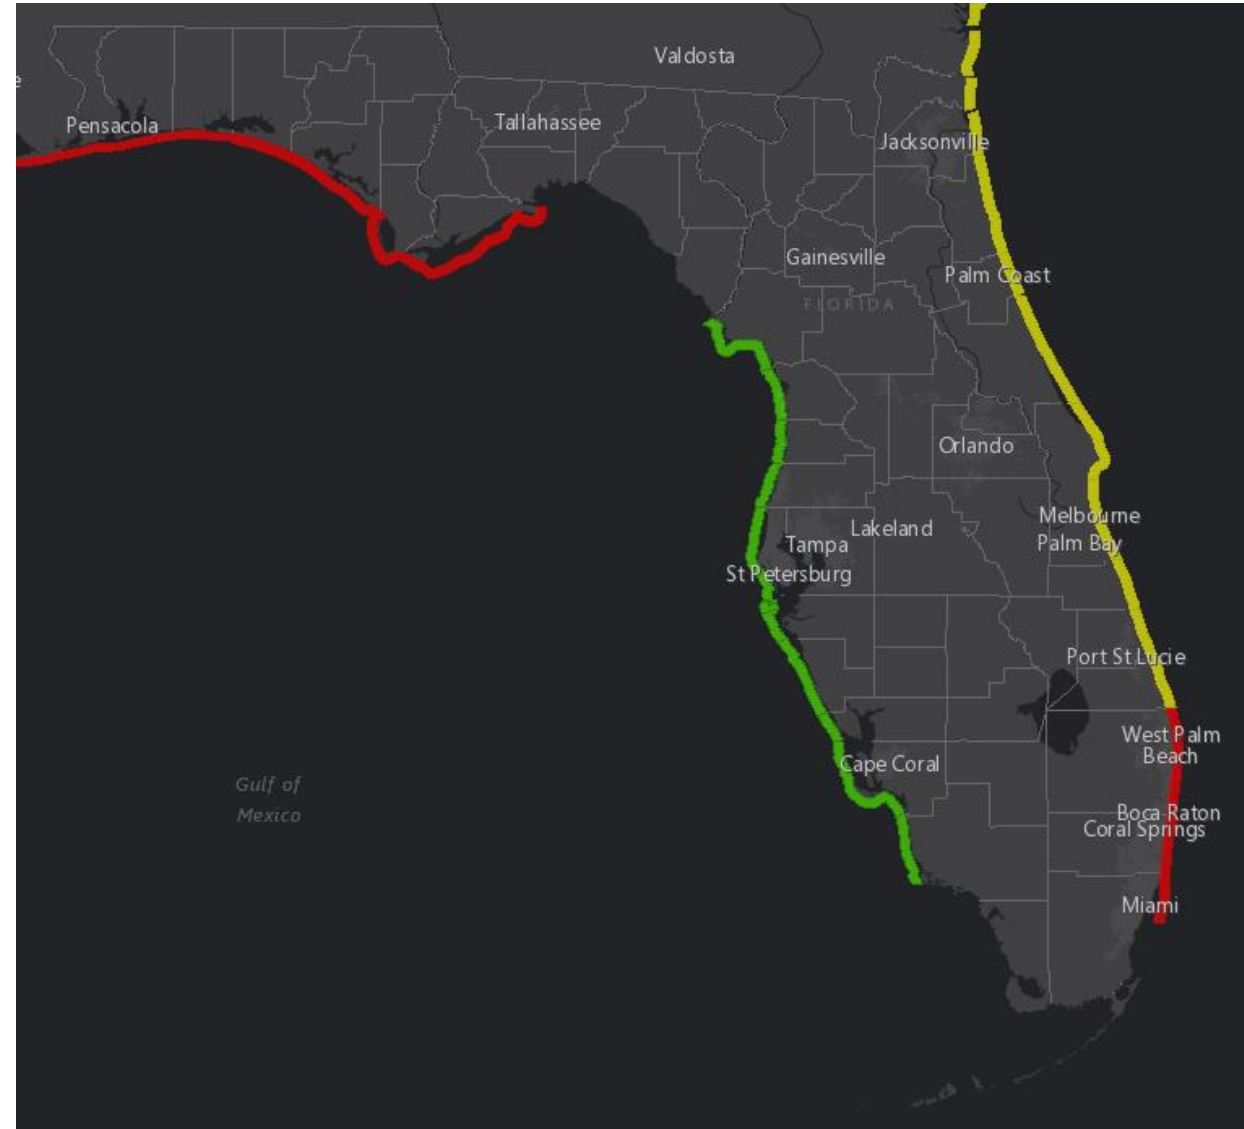 Valdosta
Pensacola
Tallahassee
Jacksonville
Gainesville
Palm Coast
FLORIDA
Orlando
Melbourne
Lakeland
Palm Bay
Tampa
St Petersburg
Port St Lucie
West Palm
Beach
Cape Coral
Gulf of
Mexico
Boca Raton
Coral Springs
Miami